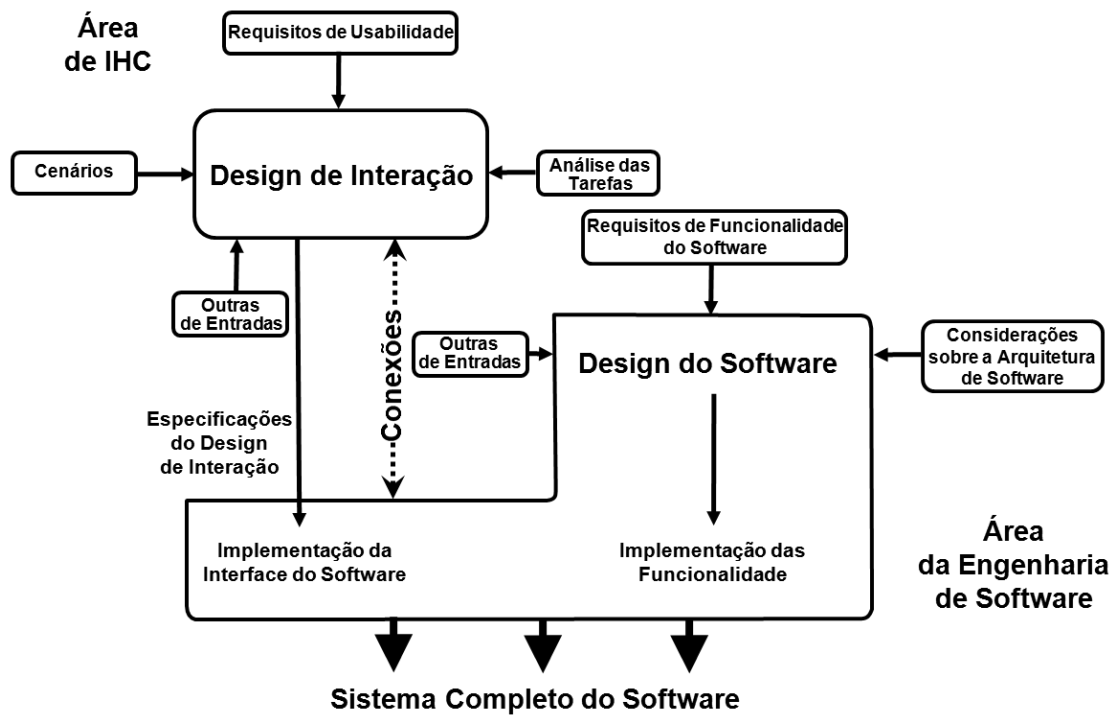 Área
de IHC
Requisitos de Usabilidade
Cenários
Design de Interação
Análise das
Tarefas
Outras
de Entradas
Conexões
Especificações
do Design
de Interação
Requisitos de Funcionalidade
do Software
Outras
de Entradas
Design do Software
Considerações
sobre a Arquitetura
de Software
Implementação da
Interface do Software
Implementação das
Funcionalidade
Área
da Engenharia
de Software
Sistema Completo do Software